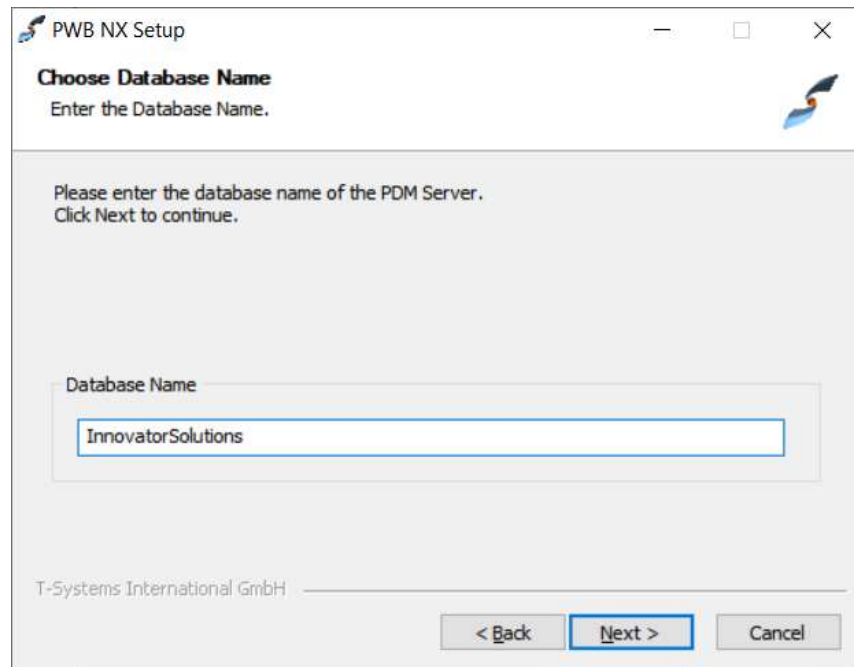 PWB NX Setup
Choose Database Name
Enter the Database Name.
Please enter the database name of the PDM Server.
Click Next to continue.
Database Name
InnovatorSolutions
T-Systems International GmbH
< Back Next > Cancel